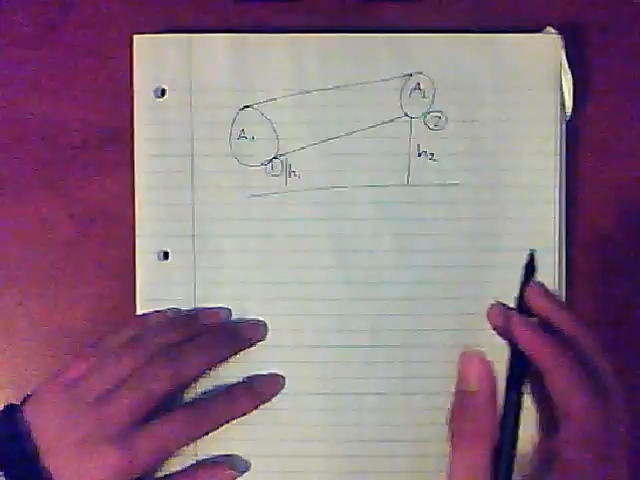 A₁
A₂
①
②
h₁
h₂